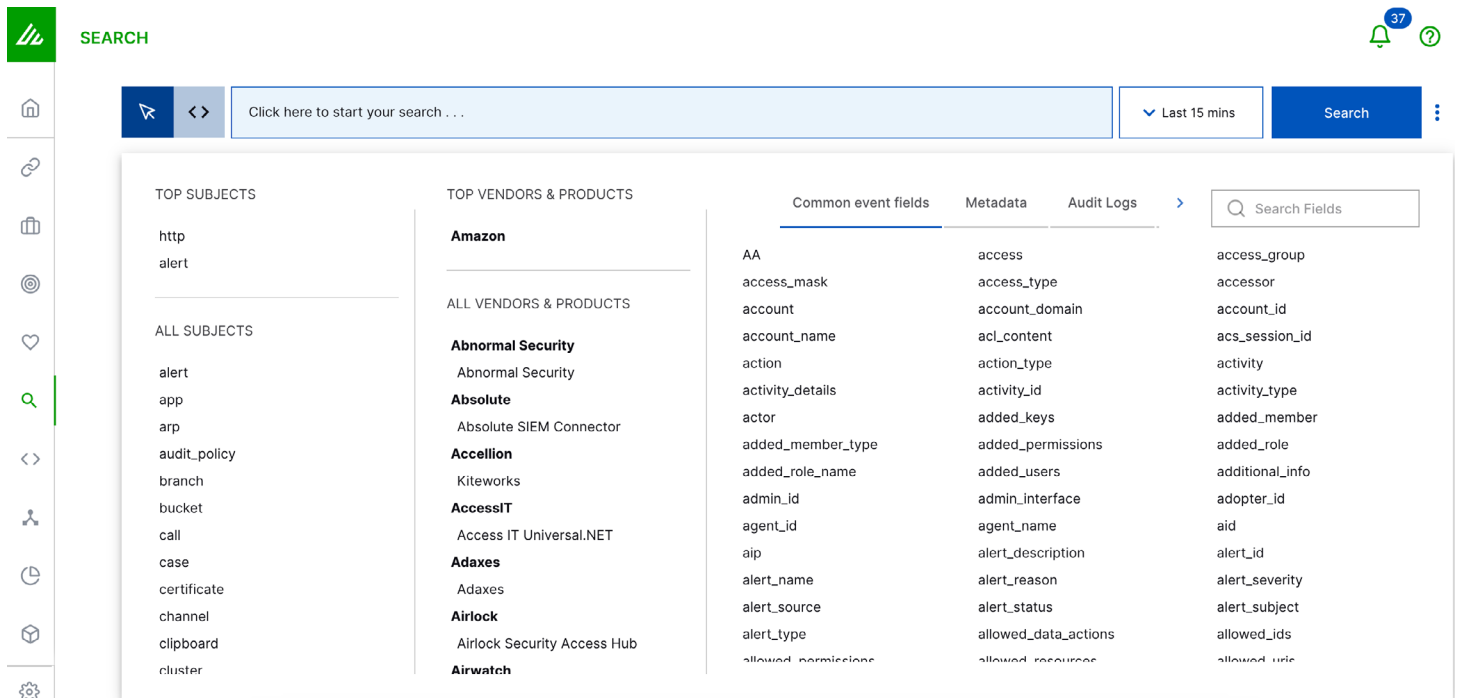 SEARCH
37
Click here to start your search . . .
Last 15 mins
Search
TOP SUBJECTS
http
alert
ALL SUBJECTS
alert
app
arp
audit_policy
branch
bucket
call
case
certificate
channel
clipboard
cluster
TOP VENDORS & PRODUCTS
Amazon
ALL VENDORS & PRODUCTS
Abnormal Security
Abnormal Security
Absolute
Absolute SIEM Connector
Accellion
Kiteworks
AccessIT
Access IT Universal.NET
Adaxes
Adaxes
Airlock
Airlock Security Access Hub
Airwatch
Common event fields Metadata Audit Logs
Search Fields
AA access access_group
access_mask access_type accessor
account account_domain account_id
account_name acl_content acs_session_id
action action_type activity
activity_details activity_id activity_type
actor added_keys added_member
added_member_type added_permissions added_role
added_role_name added_users additional_info
admin_id admin_interface adopter_id
agent_id agent_name aid
aip alert_description alert_id
alert_name alert_reason alert_severity
alert_source alert_status alert_subject
alert_type allowed_data_actions allowed_ids
allowed_permissions allowed_resources allowed_uris